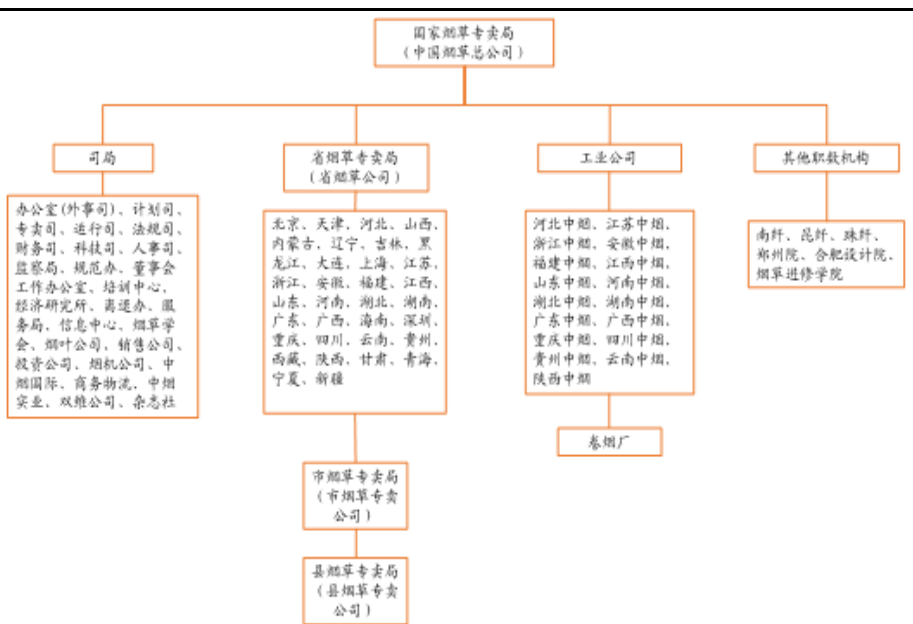 国家烟草专卖局
（中国烟草总公司）
司局
办公室(外事司)、计划司、
专卖司、运行司、法规司、
财务司、科技司、人事司、
监察局、规范办、董事会
工作办公室、培训中心、
经济研究所、离退办、服
务局、信息中心、烟草学
会、烟叶公司、销售公司、
投资公司、烟机公司、中
烟国际、商务物流、中烟
实业、双维公司、杂志社
省烟草专卖局
（省烟草公司）
北京、天津、河北、山西、
内蒙古、辽宁、吉林、黑
龙江、大连、上海、江苏、
浙江、安徽、福建、江西、
山东、河南、湖北、湖南、
广东、广西、海南、深圳、
重庆、四川、云南、贵州、
西藏、陕西、甘肃、青海、
宁夏、新疆
市烟草专卖局
（市烟草专卖
公司）
县烟草专卖局
（县烟草专卖
公司）
工业公司
河北中烟、江苏中烟、
浙江中烟、安徽中烟、
福建中烟、江西中烟、
山东中烟、河南中烟、
湖北中烟、湖南中烟、
广东中烟、广西中烟、
重庆中烟、四川中烟、
贵州中烟、云南中烟、
陕西中烟
卷烟厂
其他职数机构
南纤、昆纤、珠纤、
郑州院、合肥设计院、
烟草进修学院